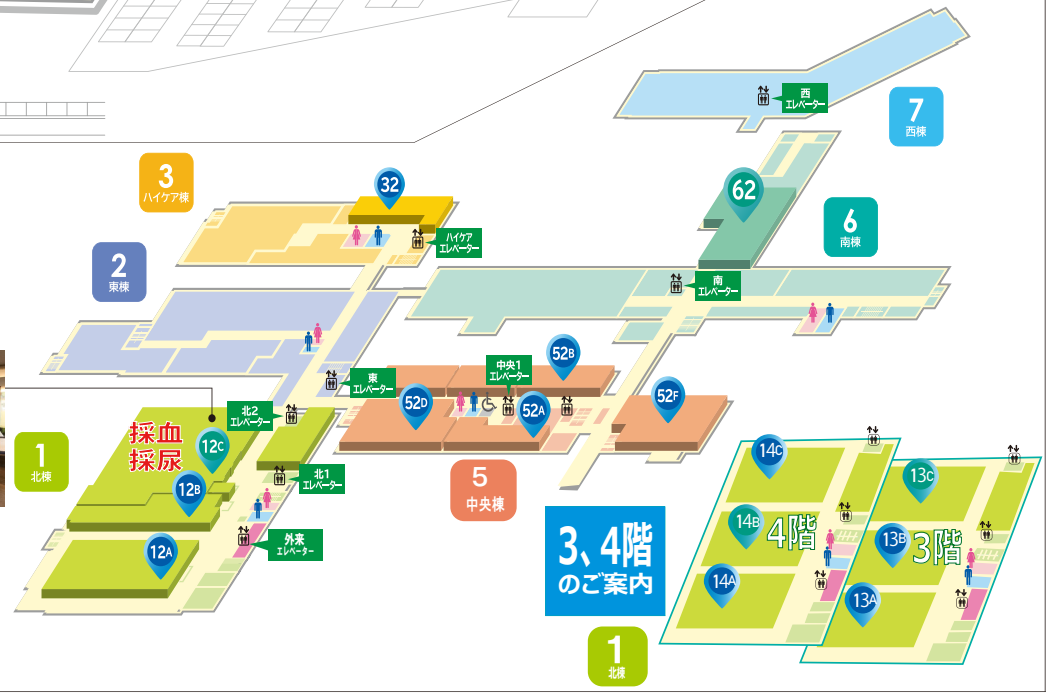 西
エレベーター
7
西棟
3
ハイケア棟
32
62
6
南棟
ハイケア
エレベーター
2
東棟
南
エレベーター
52B
中央1
エレベーター
東
エレベーター
52D
52A
52F
北2
エレベーター
採血
採尿
12C
1
北棟
12B
北1
エレベーター
5
中央棟
12A
外来
エレベーター
3、4階
のご案内
1
北棟
14C
14B
4階
14A
13C
13B
3階
13A